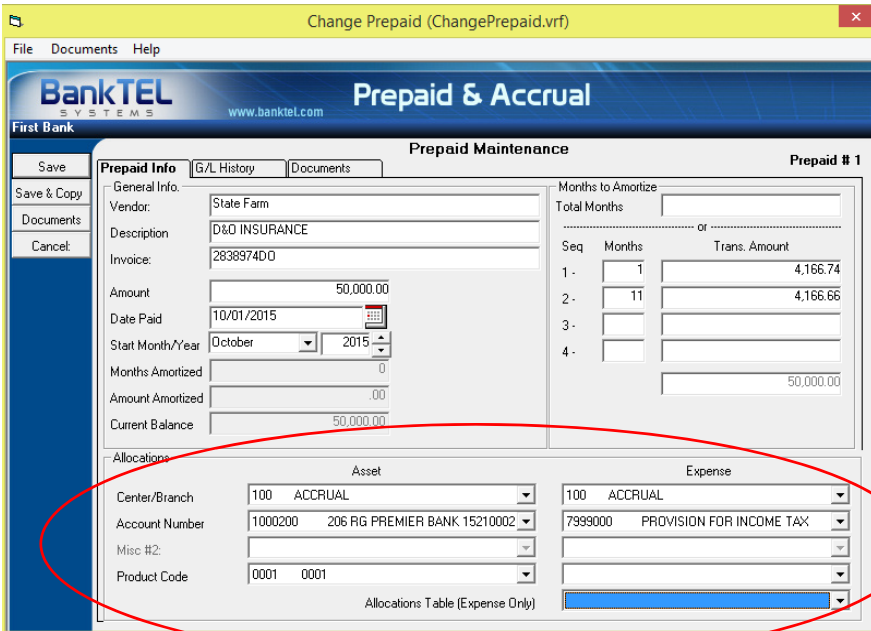 Change Prepaid (ChangePrepaid.vrf)
File Documents Help
BankTEL
SYSTEMS
www.banktel.com
Prepaid & Accrual
First Bank
Prepaid Maintenance
Prepaid # 1
Save
Save & Copy
Documents
Cancel:
Prepaid Info G/L History Documents
General Info.
Vendor: State Farm
Description D&O INSURANCE
Invoice: 2838974DO
Amount 50,000.00
Date Paid 10/01/2015
Start Month/Year October 2015
Months Amortized 0
Amount Amortized .00
Current Balance 50,000.00
Months to Amortize
Total Months
or
Seq Months Trans. Amount
1 - 1 4,166.74
2 - 11 4,166.66
3 -
4 -
50,000.00
Allocations
Asset Expense
Center/Branch 100 ACCRUAL 100 ACCRUAL
Account Number 1000200 206 RG PREMIER BANK 15210002 7999000 PROVISION FOR INCOME TAX
Misc #2:
Product Code 0001 0001
Allocations Table (Expense Only)